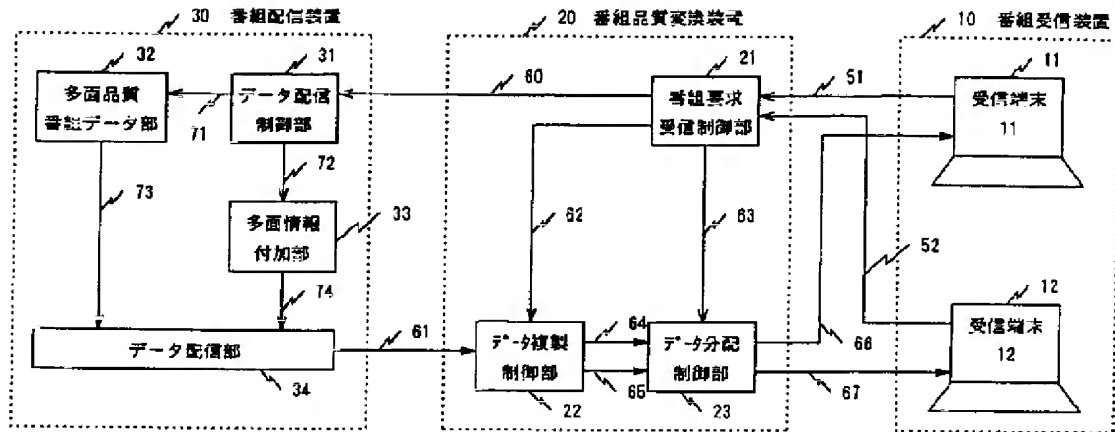 30 番組配信装置
20 番組品質変換装置
10 番組受信装置
32
多面品質
番組データ部
71
31
データ配信
制御部
60
21
番組要求
受信制御部
51
11
受信端末
11
73
72
多面情報
付加部
33
62
63
52
74
データ配信部
34
61
データ複製
制御部
22
64
65
データ分配
制御部
23
66
67
12
受信端末
12